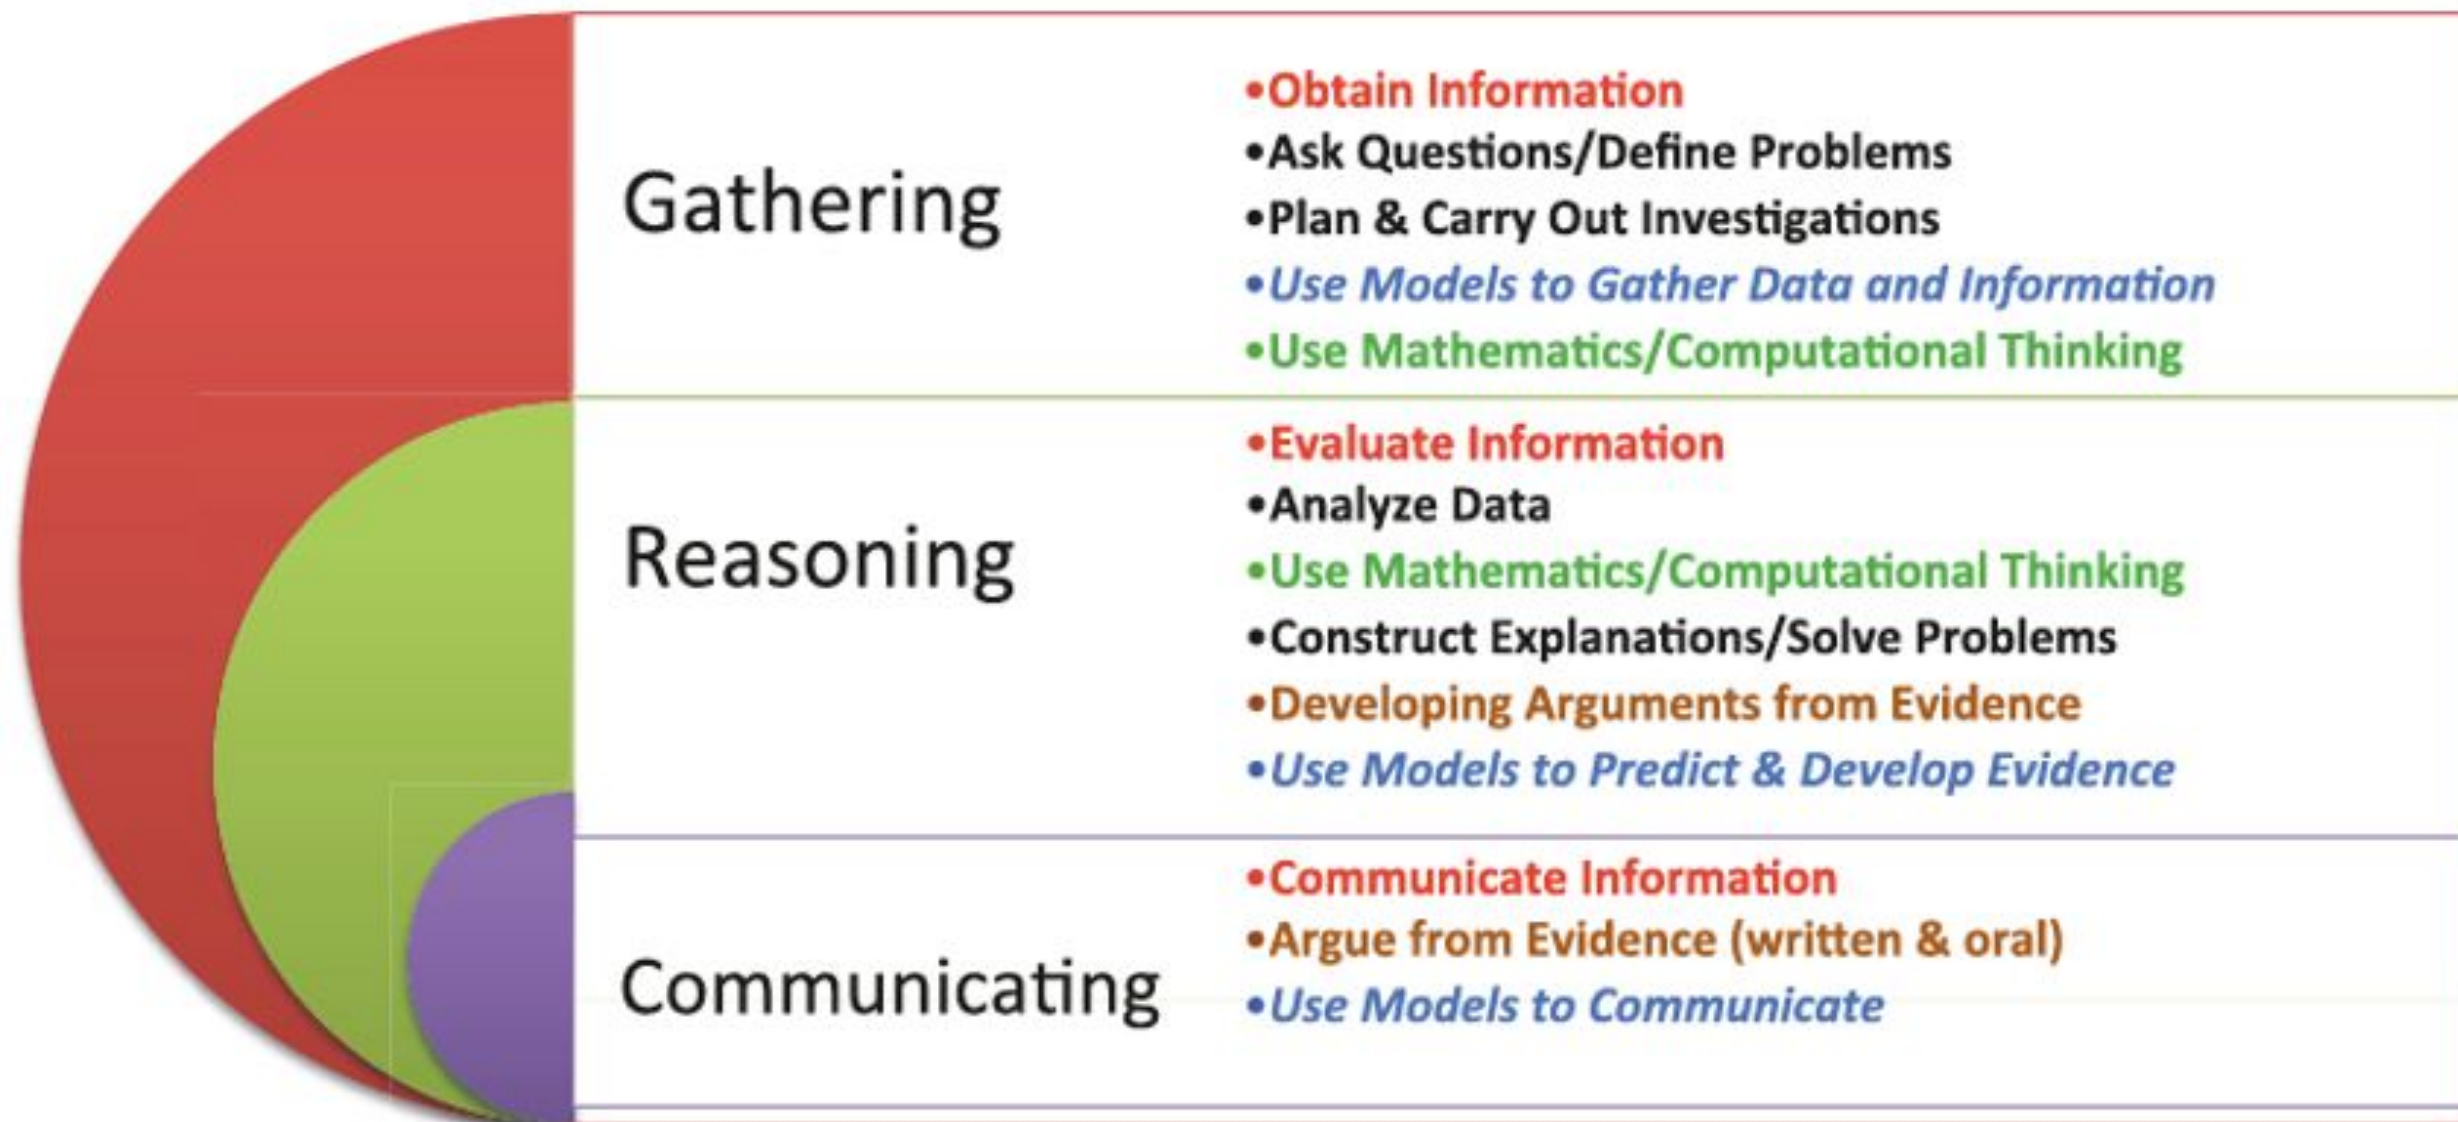 Gathering
•Obtain Information
•Ask Questions/Define Problems
•Plan & Carry Out Investigations
•Use Models to Gather Data and Information
•Use Mathematics/Computational Thinking
Reasoning
•Evaluate Information
•Analyze Data
•Use Mathematics/Computational Thinking
•Construct Explanations/Solve Problems
•Developing Arguments from Evidence
•Use Models to Predict & Develop Evidence
Communicating
•Communicate Information
•Argue from Evidence (written & oral)
•Use Models to Communicate